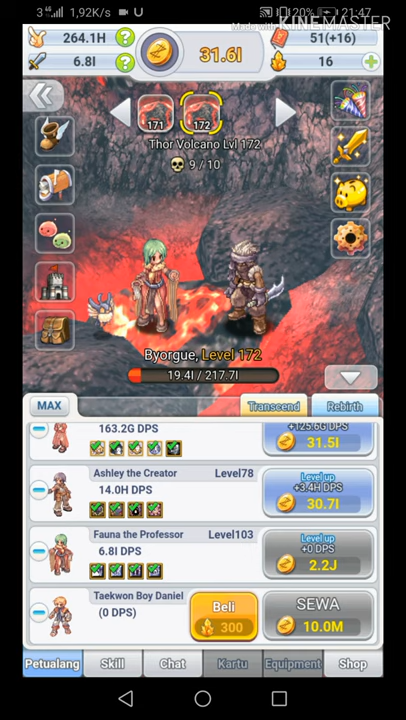 3 4G 1,92K/s U 20% 21:47
Made with KINEMASTER
264.1H ? 31.6I 51(+16)
6.8I ? 16
171 172
Thor Volcano Lvl 172
9 / 10
Byorgue, Level 172
19.4I / 217.7I
MAX Transcend Rebirth
163.2G DPS +125.6G DPS
31.5I
Ashley the Creator Level78 Level up
14.0H DPS +3.4H DPS
30.7I
Fauna the Professor Level103 Level up
6.8I DPS +0 DPS
2.2J
Taekwon Boy Daniel Beli SEWA
(0 DPS) 300 10.0M
Petualang Skill Chat Kartu Equipment Shop